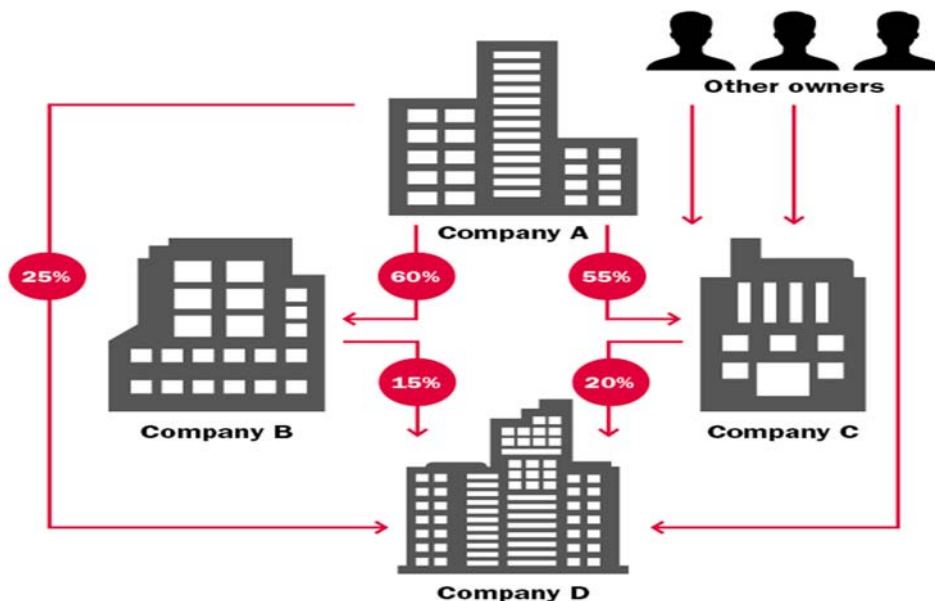 Other owners
Company A
25%
60%
55%
15%
20%
Company B
Company C
Company D